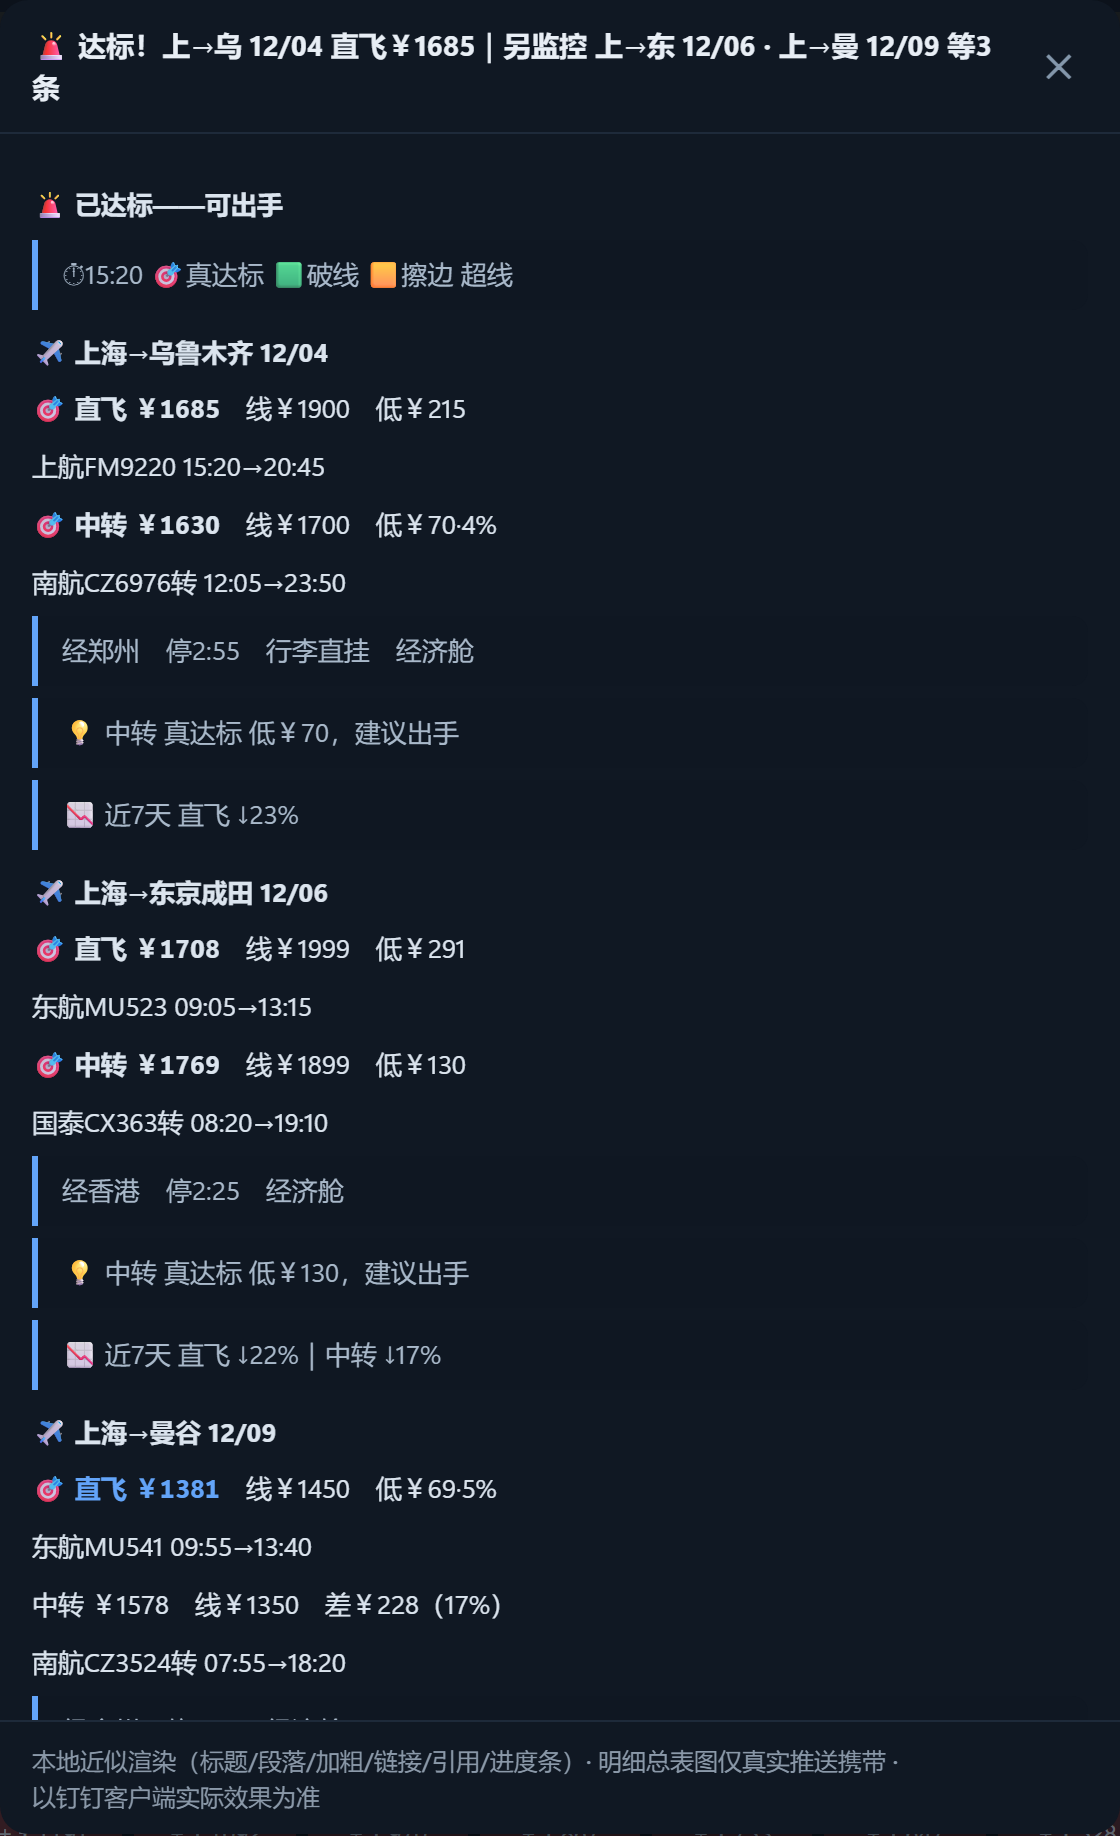 🚨 达标！上→乌 12/04 直飞￥1685 | 另监控 上→东 12/06 · 上→曼 12/09 等3
条
🚨 已达标——可出手
⏱15:20 🎯真达标 🟩破线 🟧擦边 超线
✈️ 上海→乌鲁木齐 12/04
🎯 直飞 ￥1685 线￥1900 低￥215
上航FM9220 15:20→20:45
🎯 中转 ￥1630 线￥1700 低￥70·4%
南航CZ6976转 12:05→23:50
经郑州 停2:55 行李直挂 经济舱
💡 中转 真达标 低￥70，建议出手
📉 近7天 直飞 ↓23%
✈️ 上海→东京成田 12/06
🎯 直飞 ￥1708 线￥1999 低￥291
东航MU523 09:05→13:15
🎯 中转 ￥1769 线￥1899 低￥130
国泰CX363转 08:20→19:10
经香港 停2:25 经济舱
💡 中转 真达标 低￥130，建议出手
📉 近7天 直飞 ↓22% | 中转 ↓17%
✈️ 上海→曼谷 12/09
🎯 直飞 ￥1381 线￥1450 低￥69·5%
东航MU541 09:55→13:40
中转 ￥1578 线￥1350 差￥228（17%）
南航CZ3524转 07:55→18:20
本地近似渲染（标题/段落/加粗/链接/引用/进度条）· 明细总表图仅真实推送携带 ·
以钉钉客户端实际效果为准